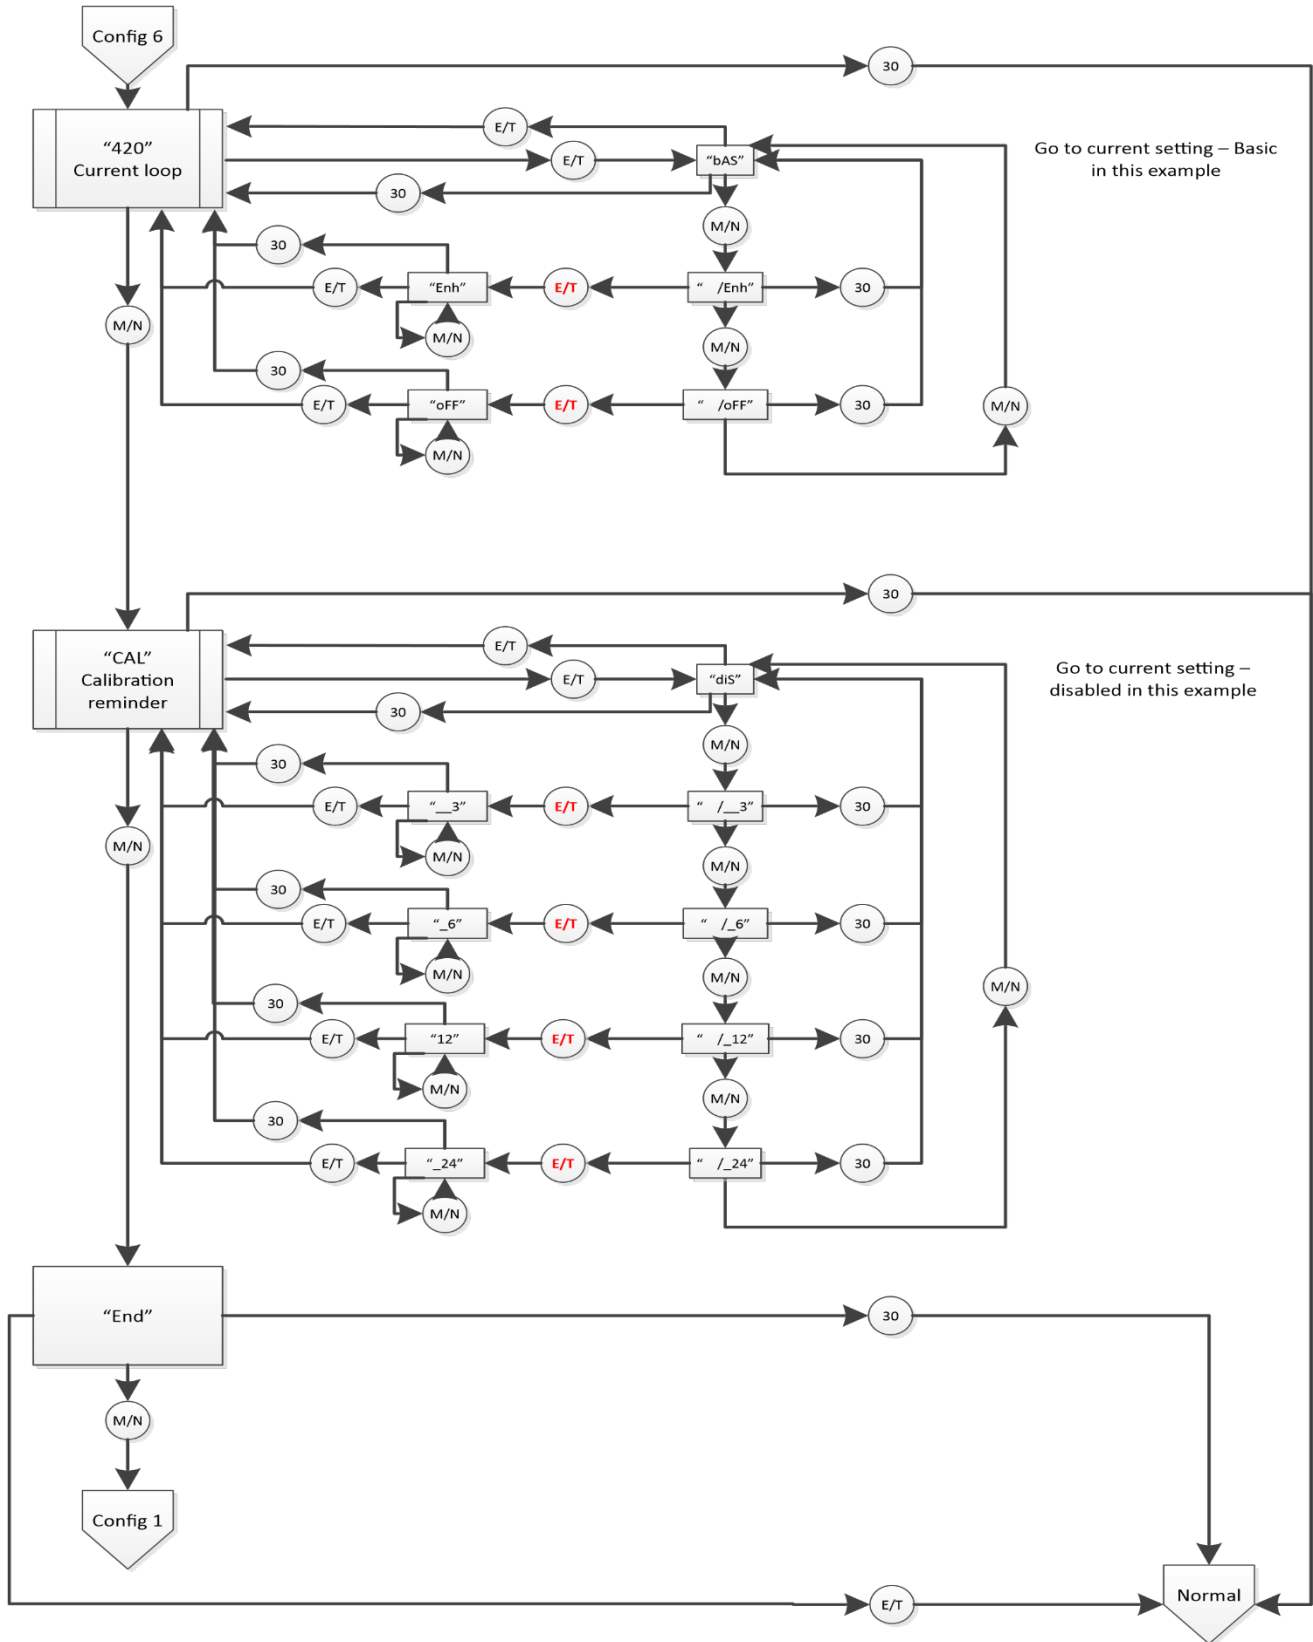 Config 6
30
“420”
Current loop
E/T
E/T
“bAS”
Go to current setting – Basic
in this example
30
M/N
30
“Enh”
E/T
E/T
“   /Enh”
30
M/N
M/N
M/N
30
“oFF”
E/T
E/T
“   /oFF”
30
M/N
M/N
30
“CAL”
Calibration
reminder
E/T
E/T
“diS”
Go to current setting –
disabled in this example
30
M/N
30
E/T
“__3”
E/T
“   /__3”
30
M/N
M/N
M/N
30
E/T
“_6”
E/T
“   /_6”
30
M/N
M/N
M/N
30
E/T
“12”
E/T
“   /_12”
30
M/N
M/N
30
E/T
“_24”
E/T
“   /_24”
30
M/N
“End”
30
M/N
Config 1
Normal
E/T